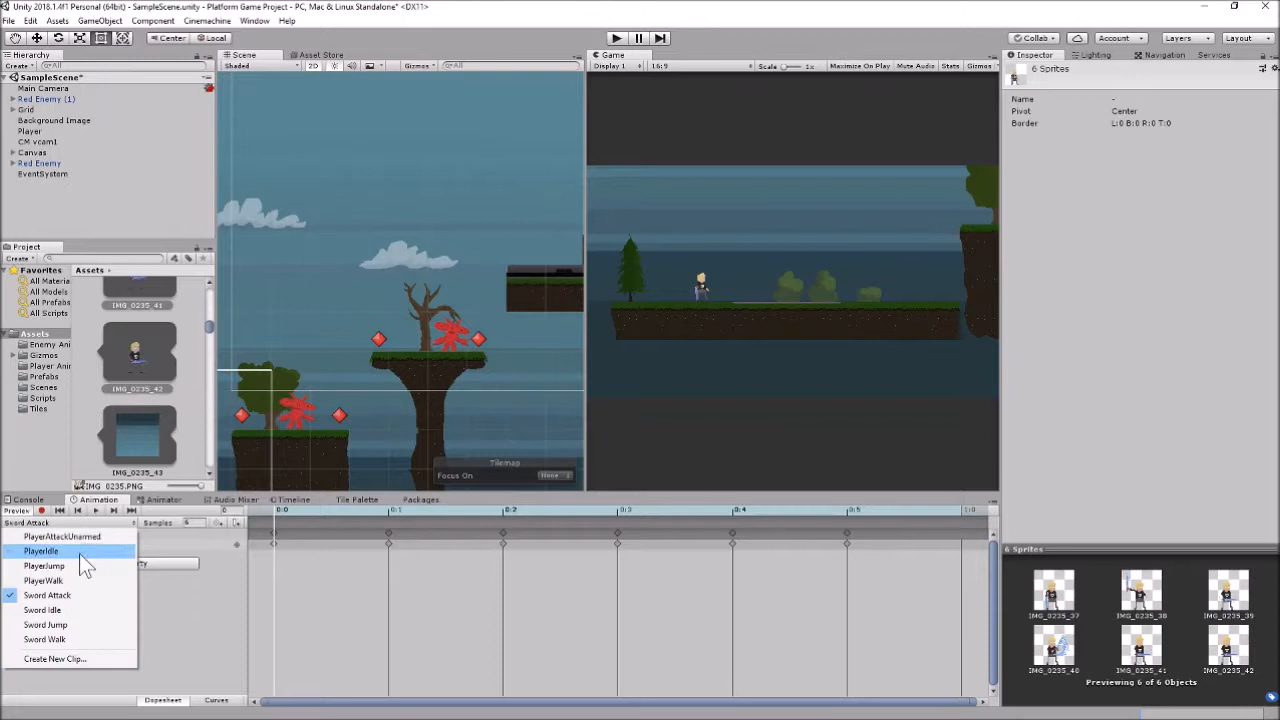 Unity 2018.1.4f1 Personal (64bit) - SampleScene.unity - Platform Game Project - PC, Mac & Linux Standalone* <DX11>
File Edit Assets GameObject Component Cinemachine Window Help
Center Local Collab Account Layers Layout
Hierarchy
Create All
SampleScene*
Main Camera
Red Enemy (1)
Grid
Background Image
Player
CM vcam1
Canvas
Red Enemy
EventSystem
Scene Asset Store
Shaded 2D Gizmos All
Game
Display 1 16:9 Scale 1x Maximize On Play Mute Audio Stats Gizmos
Inspector Lighting Navigation Services
6 Sprites
Name -
Pivot Center
Border L:0 B:0 R:0 T:0
Project
Create
Favorites
All Materia
All Models
All Prefabs
All Scripts
Assets
Enemy Ani
Gizmos
Player Ani
Prefabs
Scenes
Scripts
Tiles
Assets
IMG_0235_41
IMG_0235_42
IMG_0235_43
IMG_0235.PNG
Tilemap
Focus On None
Console Animation Animator Audio Mixer Timeline Tile Palette Packages
Preview 0 0:0 0:1 0:2 0:3 0:4 0:5 1:0
Sword Attack Samples 6
PlayerAttackUnarmed
PlayerIdle
PlayerJump
PlayerWalk
Sword Attack
Sword Idle
Sword Jump
Sword Walk
Create New Clip...
Dopesheet Curves
6 Sprites
IMG_0235_37 IMG_0235_38 IMG_0235_39
IMG_0235_40 IMG_0235_41 IMG_0235_42
Previewing 6 of 6 Objects